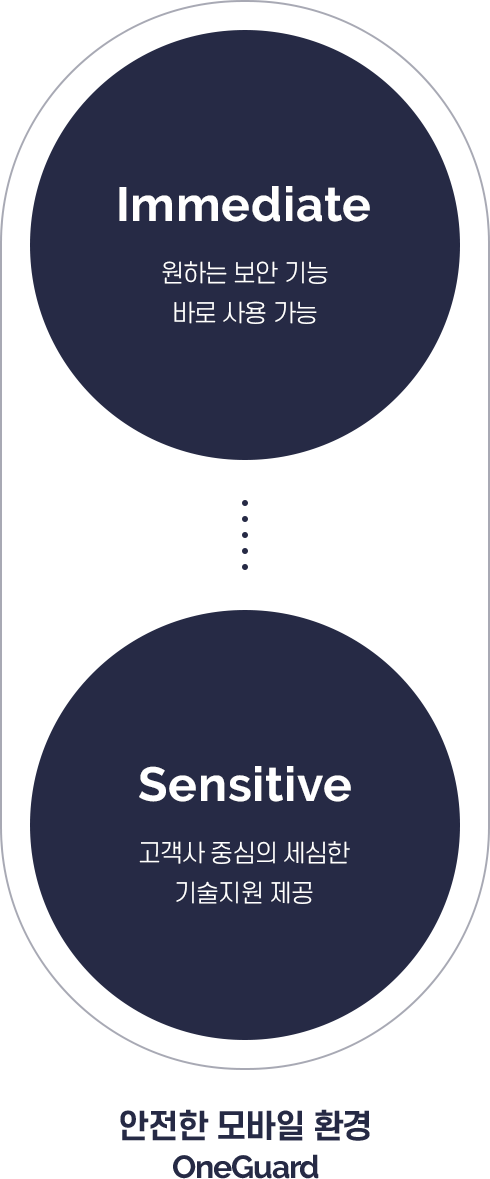 Immediate
원하는 보안 기능
바로 사용 가능
Sensitive
고객사 중심의 세심한
기술지원 제공
안전한 모바일 환경
OneGuard